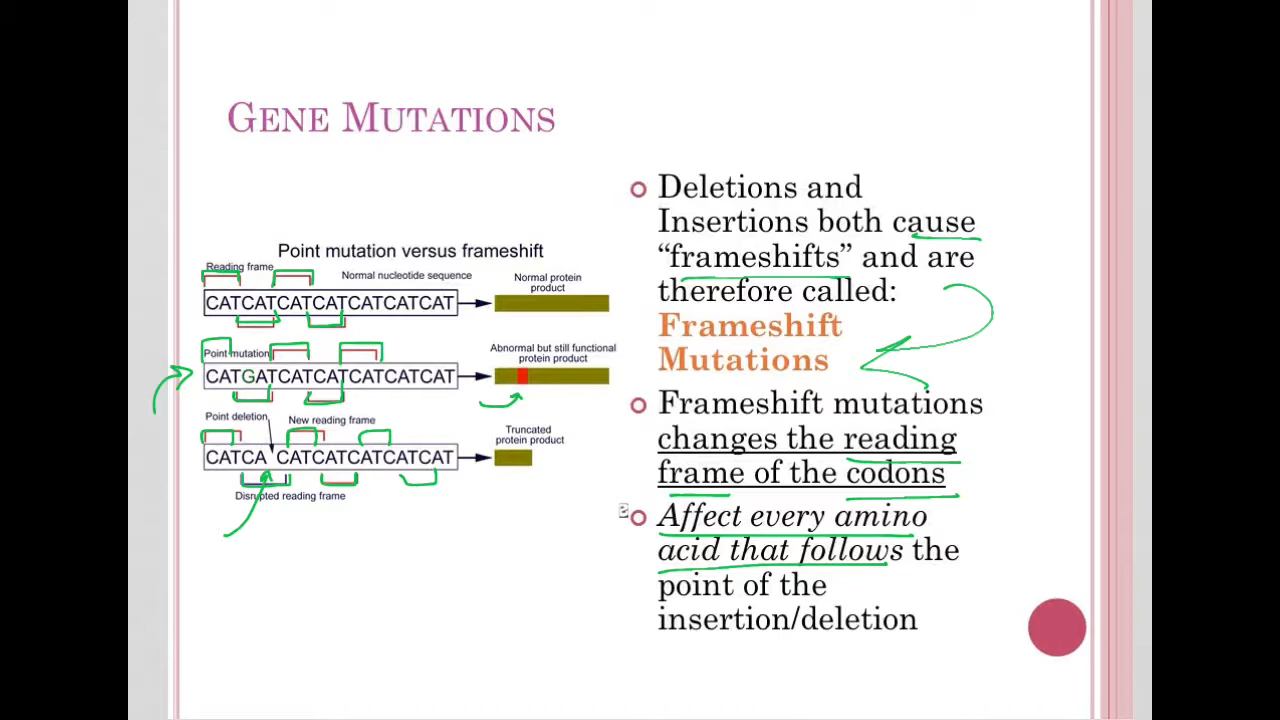 GENE MUTATIONS
Point mutation versus frameshift
Reading frame
Normal nucleotide sequence
Normal protein
product
CATCATCATCATCATCATCAT
Point mutation
Abnormal but still functional
protein product
CATGATCATCATCATCATCAT
Point deletion
New reading frame
Truncated
protein product
CATCA CATCATCATCATCAT
Disrupted reading frame
Deletions and
Insertions both cause
“frameshifts” and are
therefore called:
Frameshift
Mutations
Frameshift mutations
changes the reading
frame of the codons
Affect every amino
acid that follows the
point of the
insertion/deletion